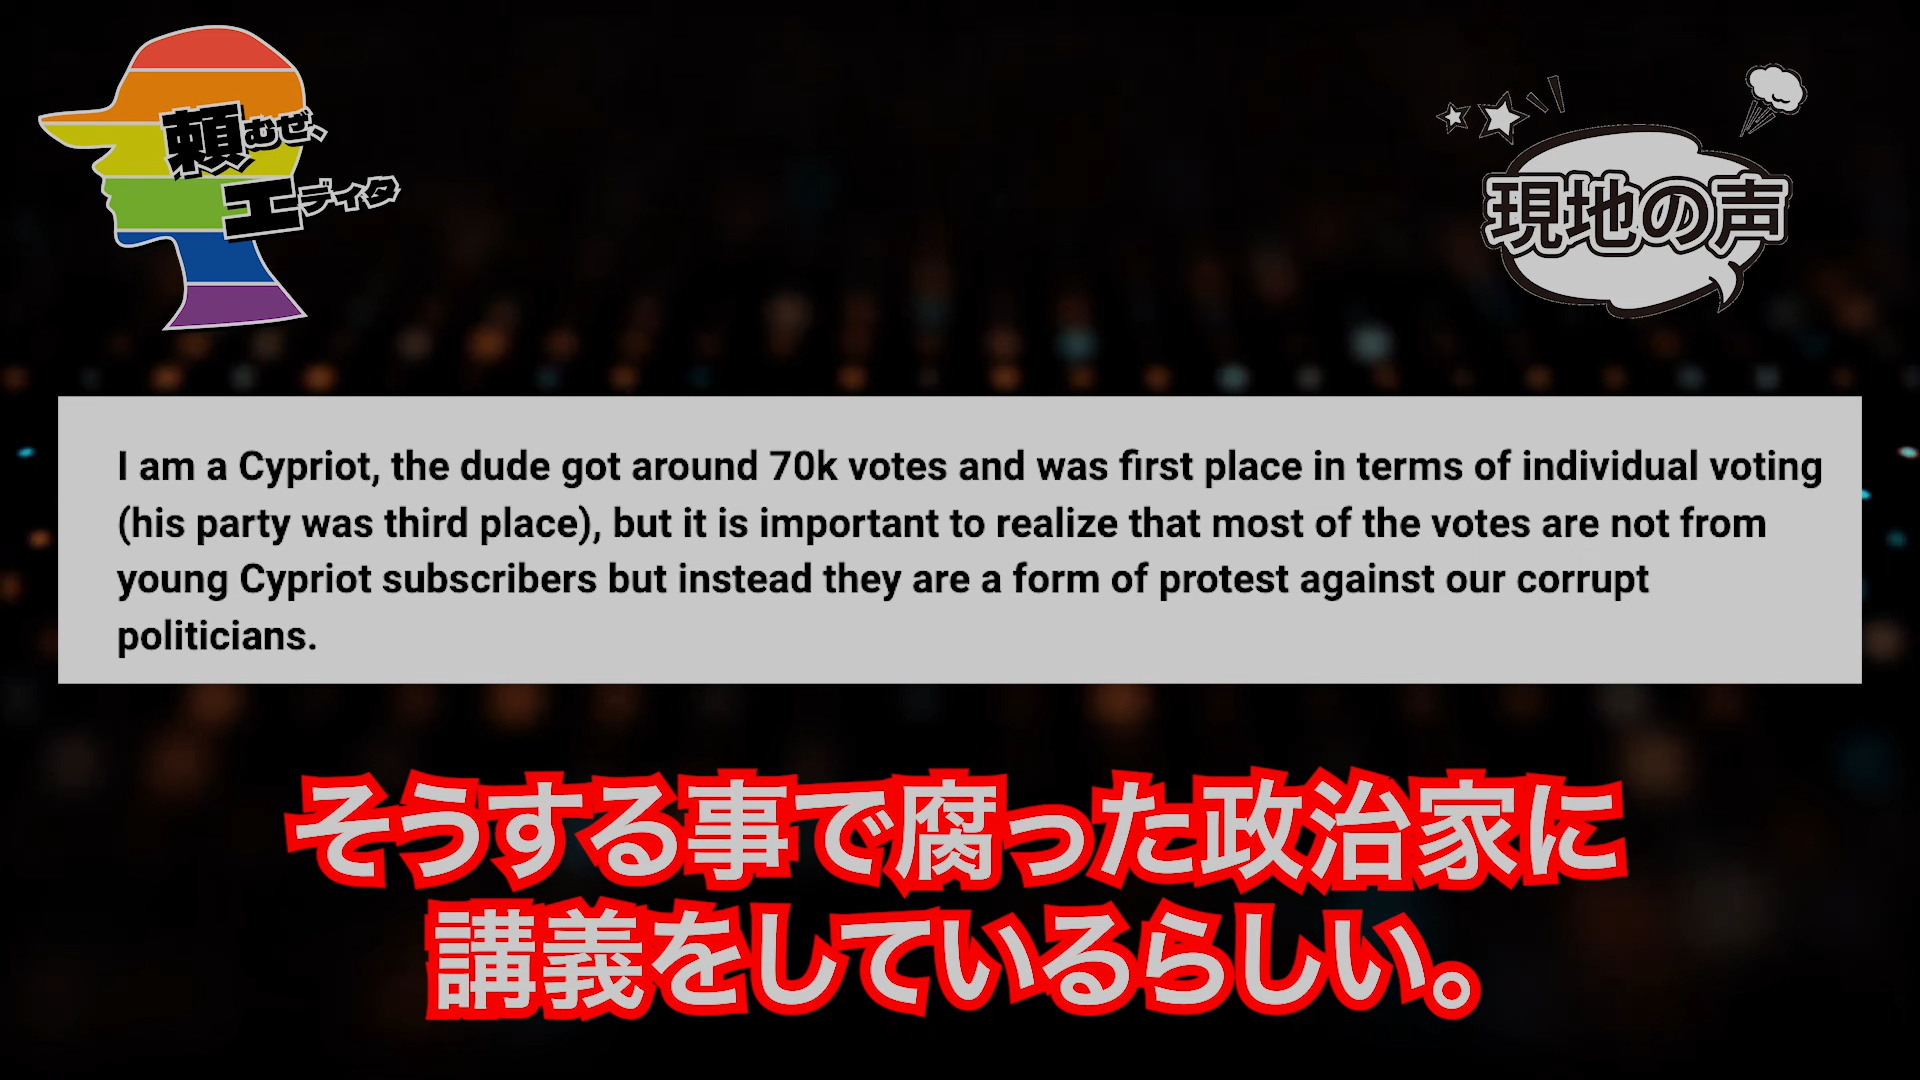 頼むぜ、
エディタ
現地の声
I am a Cypriot, the dude got around 70k votes and was first place in terms of individual voting
(his party was third place), but it is important to realize that most of the votes are not from
young Cypriot subscribers but instead they are a form of protest against our corrupt
politicians.
そうする事で腐った政治家に
講義をしているらしい。